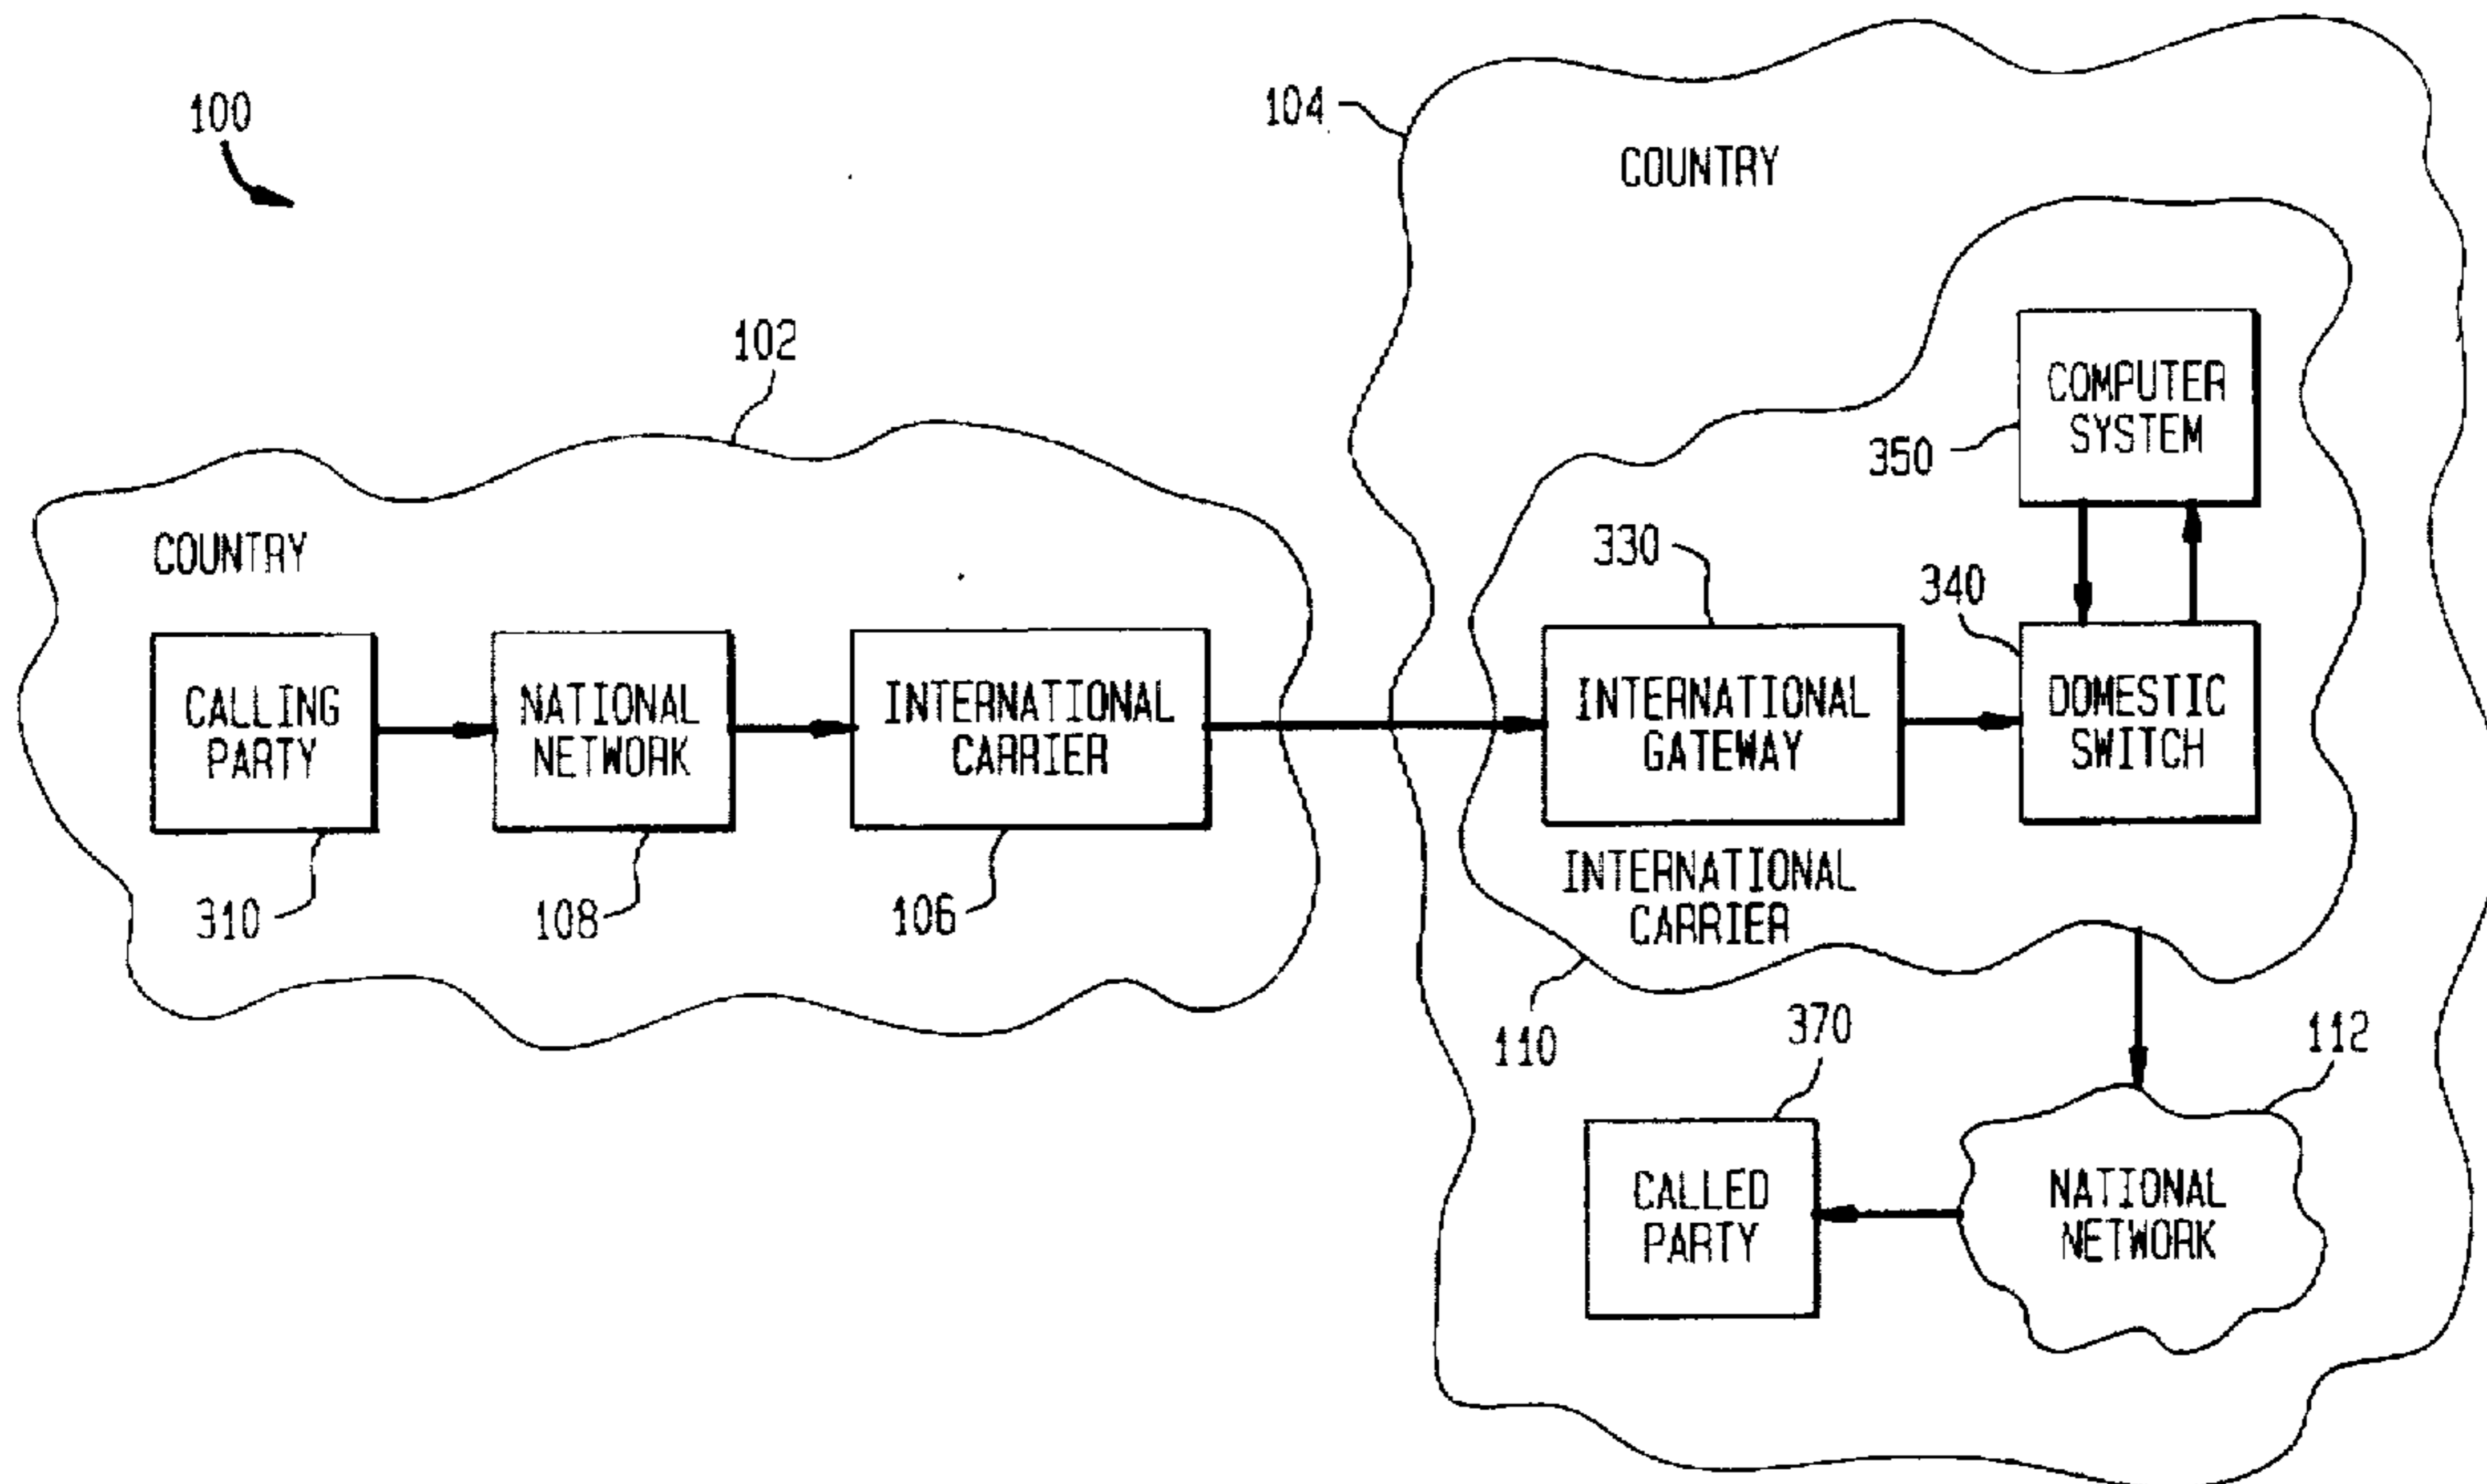 100
104
COUNTRY
102
COMPUTER
SYSTEM
350
COUNTRY
330
340
CALLING
PARTY
NATIONAL
NETWORK
INTERNATIONAL
CARRIER
INTERNATIONAL
GATEWAY
DOMESTIC
SWITCH
310
108
106
INTERNATIONAL
CARRIER
110
370
112
CALLED
PARTY
NATIONAL
NETWORK